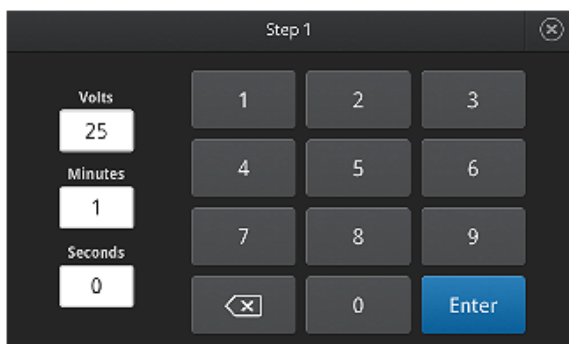 Step 1
Volts
25
Minutes
1
Seconds
0
1 2 3
4 5 6
7 8 9
0 Enter